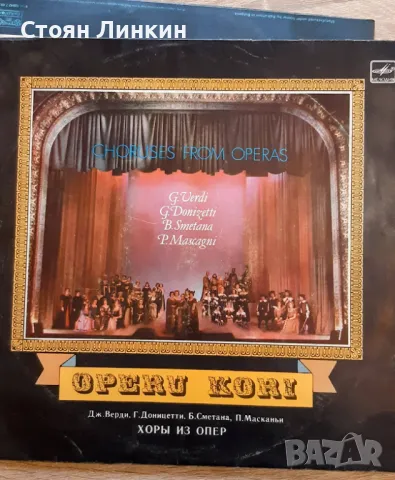 Стоян Линкин
CHORUSES FROM OPERAS
G.Verdi
G.Donizetti
B.Smetana
P.Mascagni
OPERU KORI
Дж. Верди, Г. Доницетти, Б. Сметана, П. Масканьи
ХОРЫ ИЗ ОПЕР
BAZAR